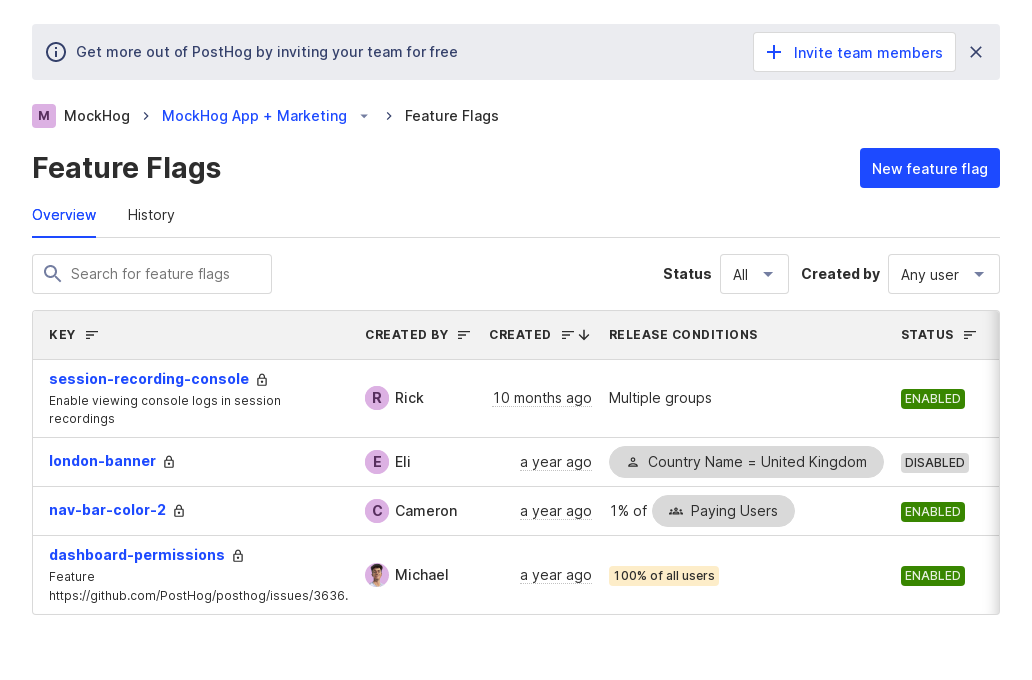 Get more out of PostHog by inviting your team for free
Invite team members
M MockHog MockHog App + Marketing Feature Flags
Feature Flags
New feature flag
Overview History
Search for feature flags
Status All Created by Any user
KEY CREATED BY CREATED RELEASE CONDITIONS STATUS
session-recording-console
Enable viewing console logs in session
recordings
R Rick 10 months ago Multiple groups ENABLED
london-banner E Eli a year ago Country Name = United Kingdom DISABLED
nav-bar-color-2 C Cameron a year ago 1% of Paying Users ENABLED
dashboard-permissions
Feature
https://github.com/PostHog/posthog/issues/3636.
Michael a year ago 100% of all users ENABLED